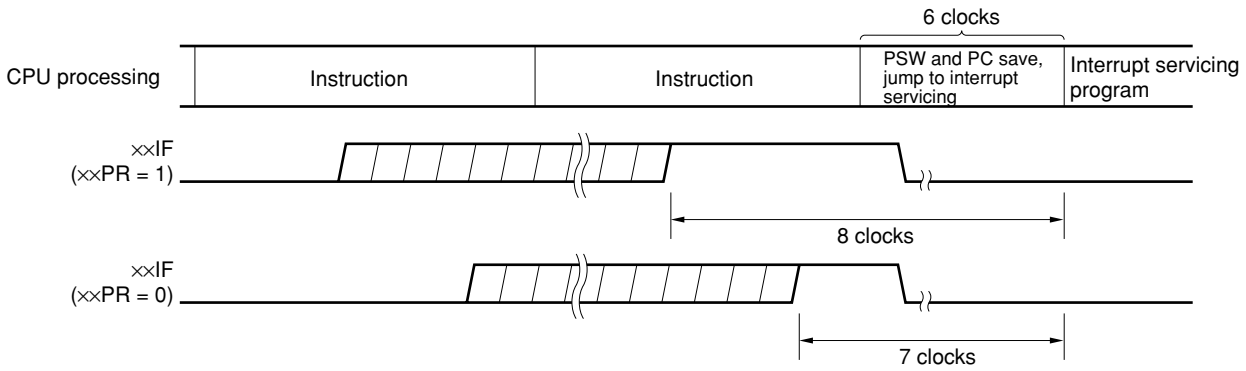 6 clocks
CPU processing
Instruction
Instruction
PSW and PC save,
jump to interrupt
servicing
Interrupt servicing
program
××IF
(××PR = 1)
8 clocks
××IF
(××PR = 0)
7 clocks